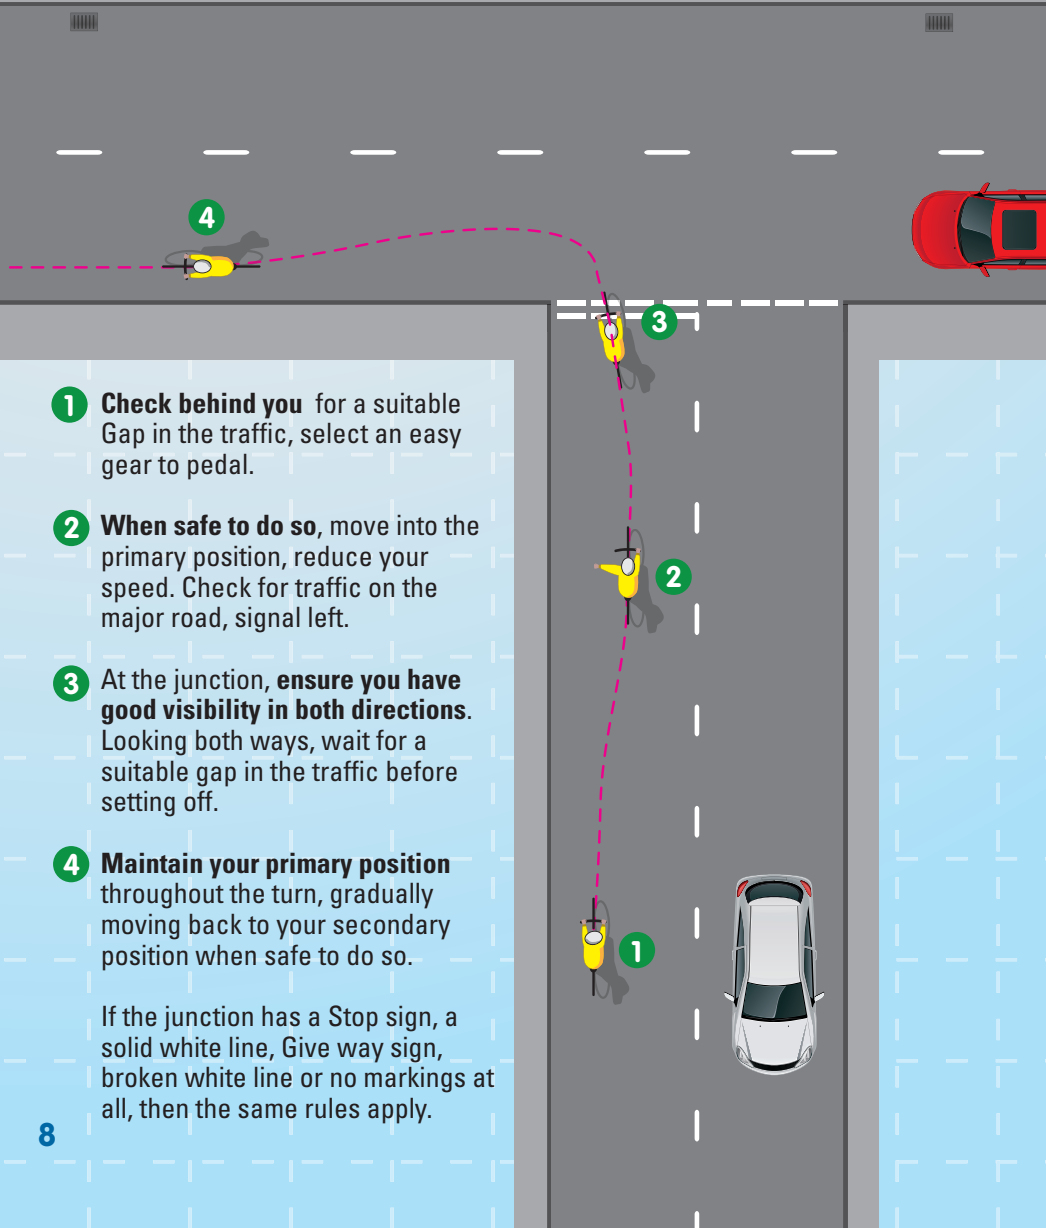 4
3
1 Check behind you for a suitable
Gap in the traffic, select an easy
gear to pedal.
2 When safe to do so, move into the
primary position, reduce your
speed. Check for traffic on the
major road, signal left.
2
3 At the junction, ensure you have
good visibility in both directions.
Looking both ways, wait for a
suitable gap in the traffic before
setting off.
4 Maintain your primary position
throughout the turn, gradually
moving back to your secondary
position when safe to do so.
1
If the junction has a Stop sign, a
solid white line, Give way sign,
broken white line or no markings at
all, then the same rules apply.
8